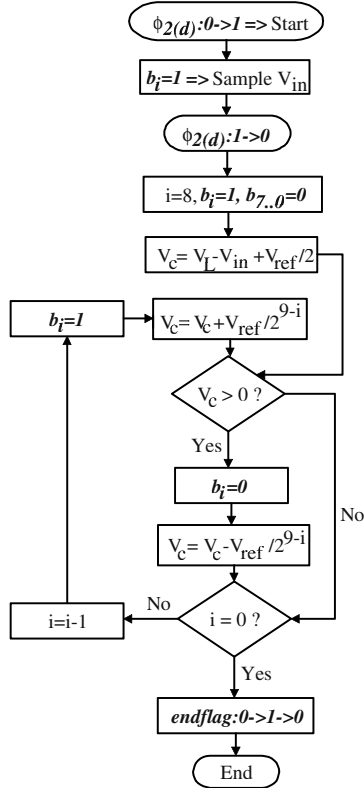 ϕ2(d):0->1 => Start
bi=1 => Sample Vin
ϕ2(d):1->0
i=8, bi=1, b7..0=0
Vc= VL-Vin +Vref/2
bi=1
Vc= Vc+Vref/2^9-i
Vc > 0 ?
Yes
bi=0
No
Vc= Vc-Vref /2^9-i
No
i=i-1
i = 0 ?
Yes
endflag:0->1->0
End